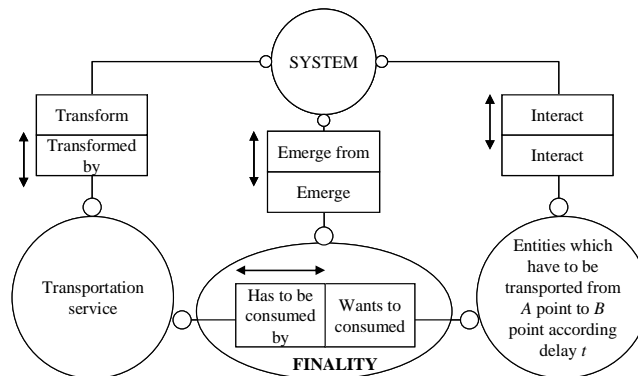 SYSTEM
Transform
Transformed
by
Emerge from
Emerge
Interact
Interact
Transportation
service
Has to be
consumed
by
Wants to
consumed
FINALITY
Entities which
have to be
transported from
A point to B
point according
delay t